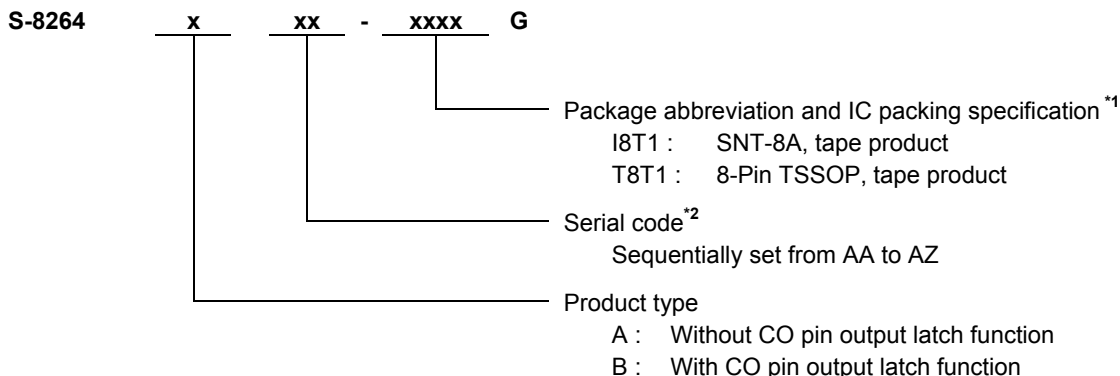 S-8264 x xx - xxxx G
Package abbreviation and IC packing specification *1
I8T1 : SNT-8A, tape product
T8T1 : 8-Pin TSSOP, tape product
Serial code*2
Sequentially set from AA to AZ
Product type
A : Without CO pin output latch function
B : With CO pin output latch function